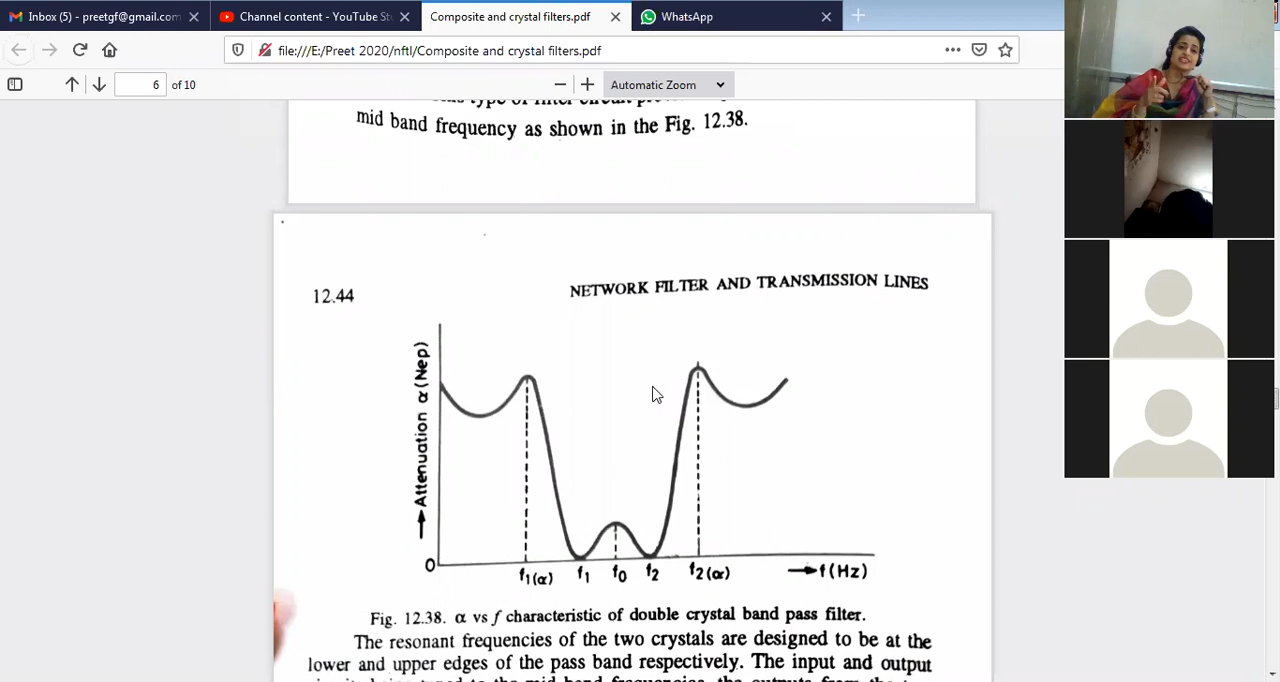 Inbox (5) - preetgf@gmail.com
Channel content - YouTube St
Composite and crystal filters.pdf
WhatsApp
file:///E:/Preet 2020/nftl/Composite and crystal filters.pdf
6 of 10
Automatic Zoom
type of filter circuit
mid band frequency as shown in the Fig. 12.38.
12.44
NETWORK FILTER AND TRANSMISSION LINES
Attenuation α (Nep)
0
f1(α) f1 f0 f2 f2(α) f(Hz)
Fig. 12.38. α vs f characteristic of double crystal band pass filter.
The resonant frequencies of the two crystals are designed to be at the
lower and upper edges of the pass band respectively. The input and output